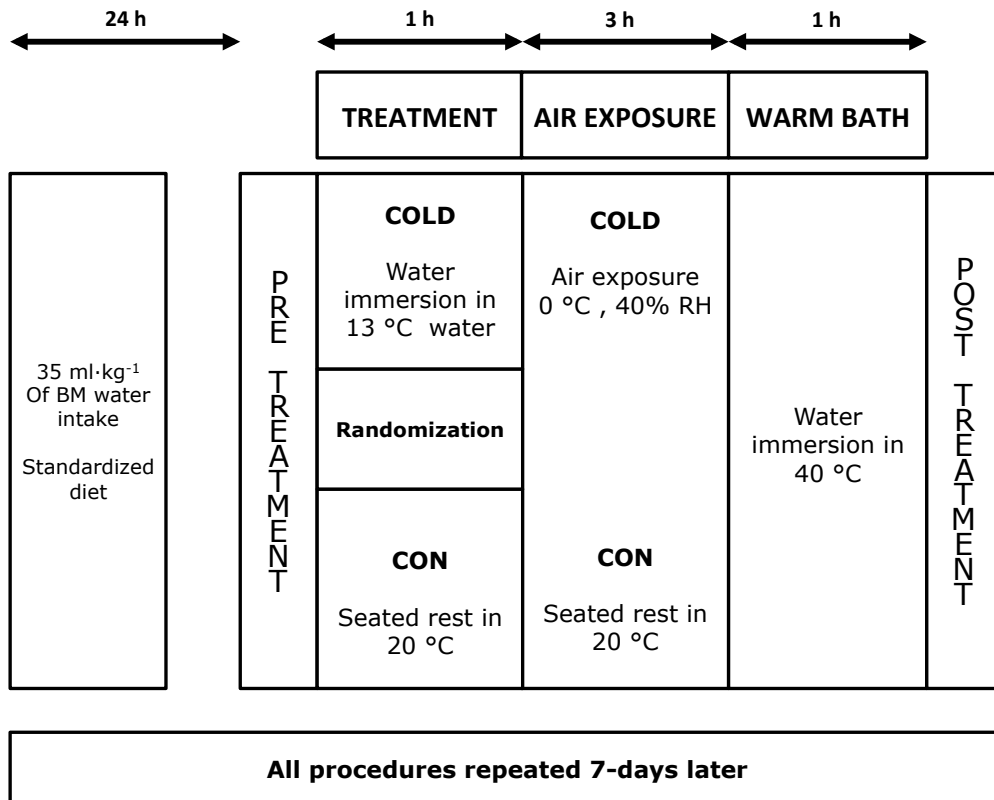 24 h
1 h
3 h
1 h
TREATMENT
AIR EXPOSURE
WARM BATH
35 ml·kg⁻¹
Of BM water
intake
Standardized
diet
PRE TREATMENT
COLD
Water
immersion in
13 °C water
Randomization
CON
Seated rest in
20 °C
COLD
Air exposure
0 °C , 40% RH
CON
Seated rest in
20 °C
Water
immersion in
40 °C
POST TREATMENT
All procedures repeated 7-days later